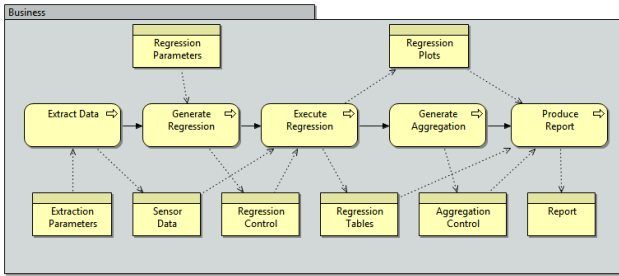 Business
Regression
Parameters
Regression
Plots
Extract Data
Generate
Regression
Execute
Regression
Generate
Aggregation
Produce
Report
Extraction
Parameters
Sensor
Data
Regression
Control
Regression
Tables
Aggregation
Control
Report